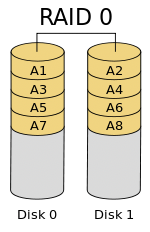 RAID 0
A1 A2
A3 A4
A5 A6
A7 A8
Disk 0 Disk 1